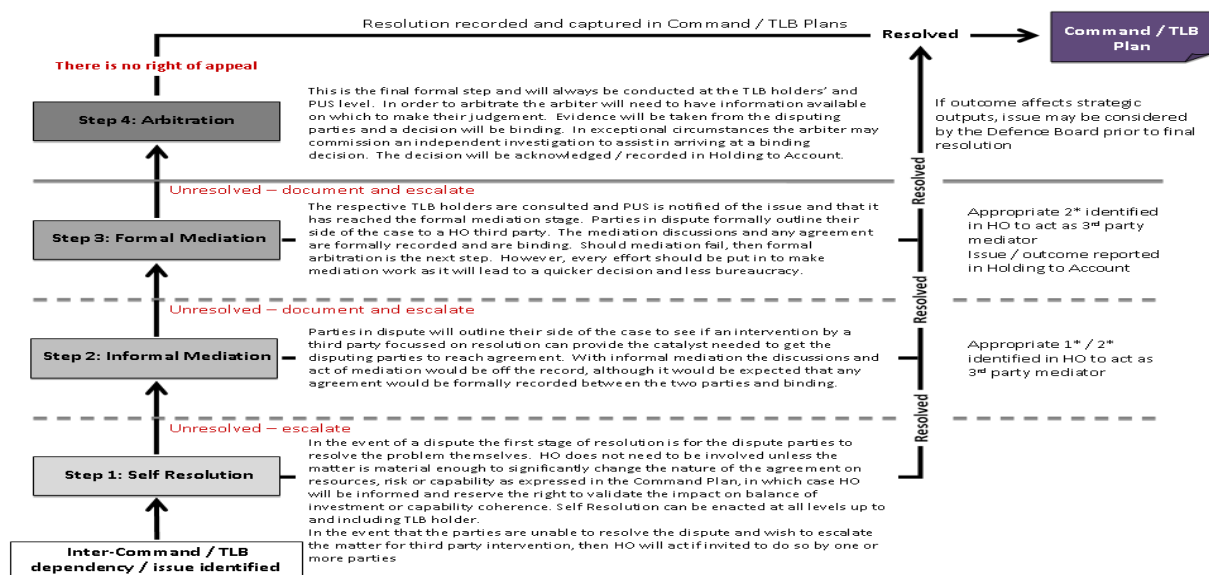 Resolution recorded and captured in Command / TLB Plans
Resolved
Command / TLB
Plan
There is no right of appeal
Step 4: Arbitration
This is the final formal step and will always be conducted at the TLB holders’ and
PUS level.  In order to arbitrate the arbiter will need to have information available
on which to make their judgement.  Evidence will be taken from the disputing
parties and a decision will be binding.  In exceptional circumstances the arbiter may
commission an independent investigation to assist in arriving at a binding
decision.  The decision will be acknowledged / recorded in Holding to Account.
If outcome affects strategic
outputs, issue may be considered
by the Defence Board prior to final
resolution
Resolved
Unresolved – document and escalate
Step 3: Formal Mediation
The respective TLB holders are consulted and PUS is notified of the issue and that it
has reached the formal mediation stage.  Parties in dispute formally outline their
side of the case to a HO third party.  The mediation discussions and any agreement
are formally recorded and are binding.  Should mediation fail, then formal
arbitration is the next step.  However, every effort should be put in to make
mediation work as it will lead to a quicker decision and less bureaucracy.
Appropriate 2* identified
in HO to act as 3rd party
mediator
Issue / outcome reported
in Holding to Account
Resolved
Unresolved – document and escalate
Step 2: Informal Mediation
Parties in dispute will outline their side of the case to see if an intervention by a
third party focussed on resolution can provide the catalyst needed to get the
disputing parties to reach agreement.  With informal mediation the discussions and
act of mediation would be off the record, although it would be expected that any
agreement would be formally recorded between the two parties and binding.
Appropriate 1* / 2*
identified in HO to act as
3rd party mediator
Resolved
Unresolved – escalate
Step 1: Self Resolution
In the event of a dispute the first stage of resolution is for the dispute parties to
resolve the problem themselves.  HO does not need to be involved unless the
matter is material enough to significantly change the nature of the agreement on
resources, risk or capability as expressed in the Command Plan, in which case HO
will be informed and reserve the right to validate the impact on balance of
investment or capability coherence. Self Resolution can be enacted at all levels up to
and including TLB holder.
In the event that the parties are unable to resolve the dispute and wish to escalate
the matter for third party intervention, then HO will act if invited to do so by one or
more parties
Resolved
Inter-Command / TLB
dependency / issue identified